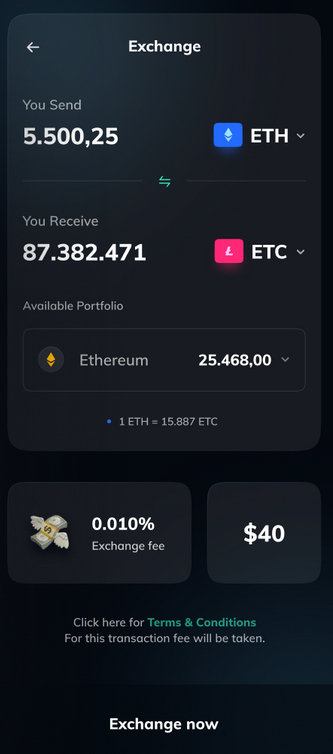 Exchange
You Send
5.500,25
ETH
You Receive
87.382.471
ETC
Available Portfolio
Ethereum
25.468,00
1 ETH = 15.887 ETC
0.010%
Exchange fee
$40
Click here for Terms & Conditions
For this transaction fee will be taken.
Exchange now